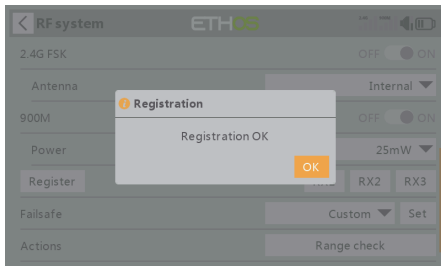 RF system
ETHOS
2.4G FSK OFF ON
Antenna Internal
900M OFF ON
Registration
Registration OK
OK
Power 25mW
Register RX2 RX3
Failsafe Custom Set
Actions Range check